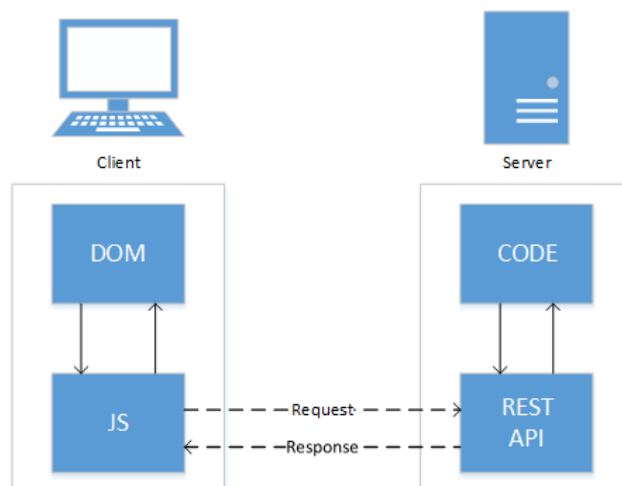 Client
Server
DOM
CODE
JS
Request
Response
REST
API